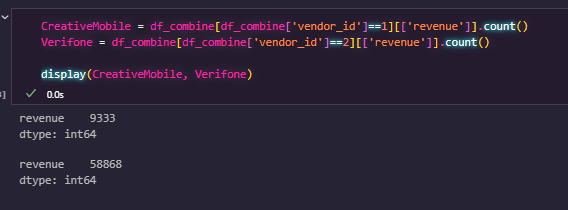 CreativeMobile = df_combine[df_combine['vendor_id']==1][['revenue']].count()
Verifone = df_combine[df_combine['vendor_id']==2][['revenue']].count()
display(CreativeMobile, Verifone)
0.0s
revenue    9333
dtype: int64
revenue    58868
dtype: int64